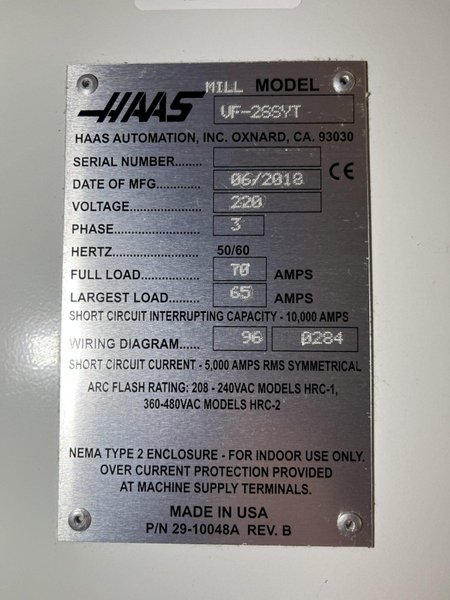 MILL MODEL
HAAS VF-2SSYT
HAAS AUTOMATION, INC. OXNARD, CA. 93030
SERIAL NUMBER........
DATE OF MFG............. 06/2018 CE
VOLTAGE.................. 220
PHASE...................... 3
HERTZ....................... 50/60
FULL LOAD............... 70 AMPS
LARGEST LOAD........ 65 AMPS
SHORT CIRCUIT INTERRUPTING CAPACITY - 10,000 AMPS
WIRING DIAGRAM...... 96 0284
SHORT CIRCUIT CURRENT - 5,000 AMPS RMS SYMMETRICAL
ARC FLASH RATING: 208 - 240VAC MODELS HRC-1,
360-480VAC MODELS HRC-2
NEMA TYPE 2 ENCLOSURE - FOR INDOOR USE ONLY.
OVER CURRENT PROTECTION PROVIDED
AT MACHINE SUPPLY TERMINALS.
MADE IN USA
P/N 29-10048A REV. B